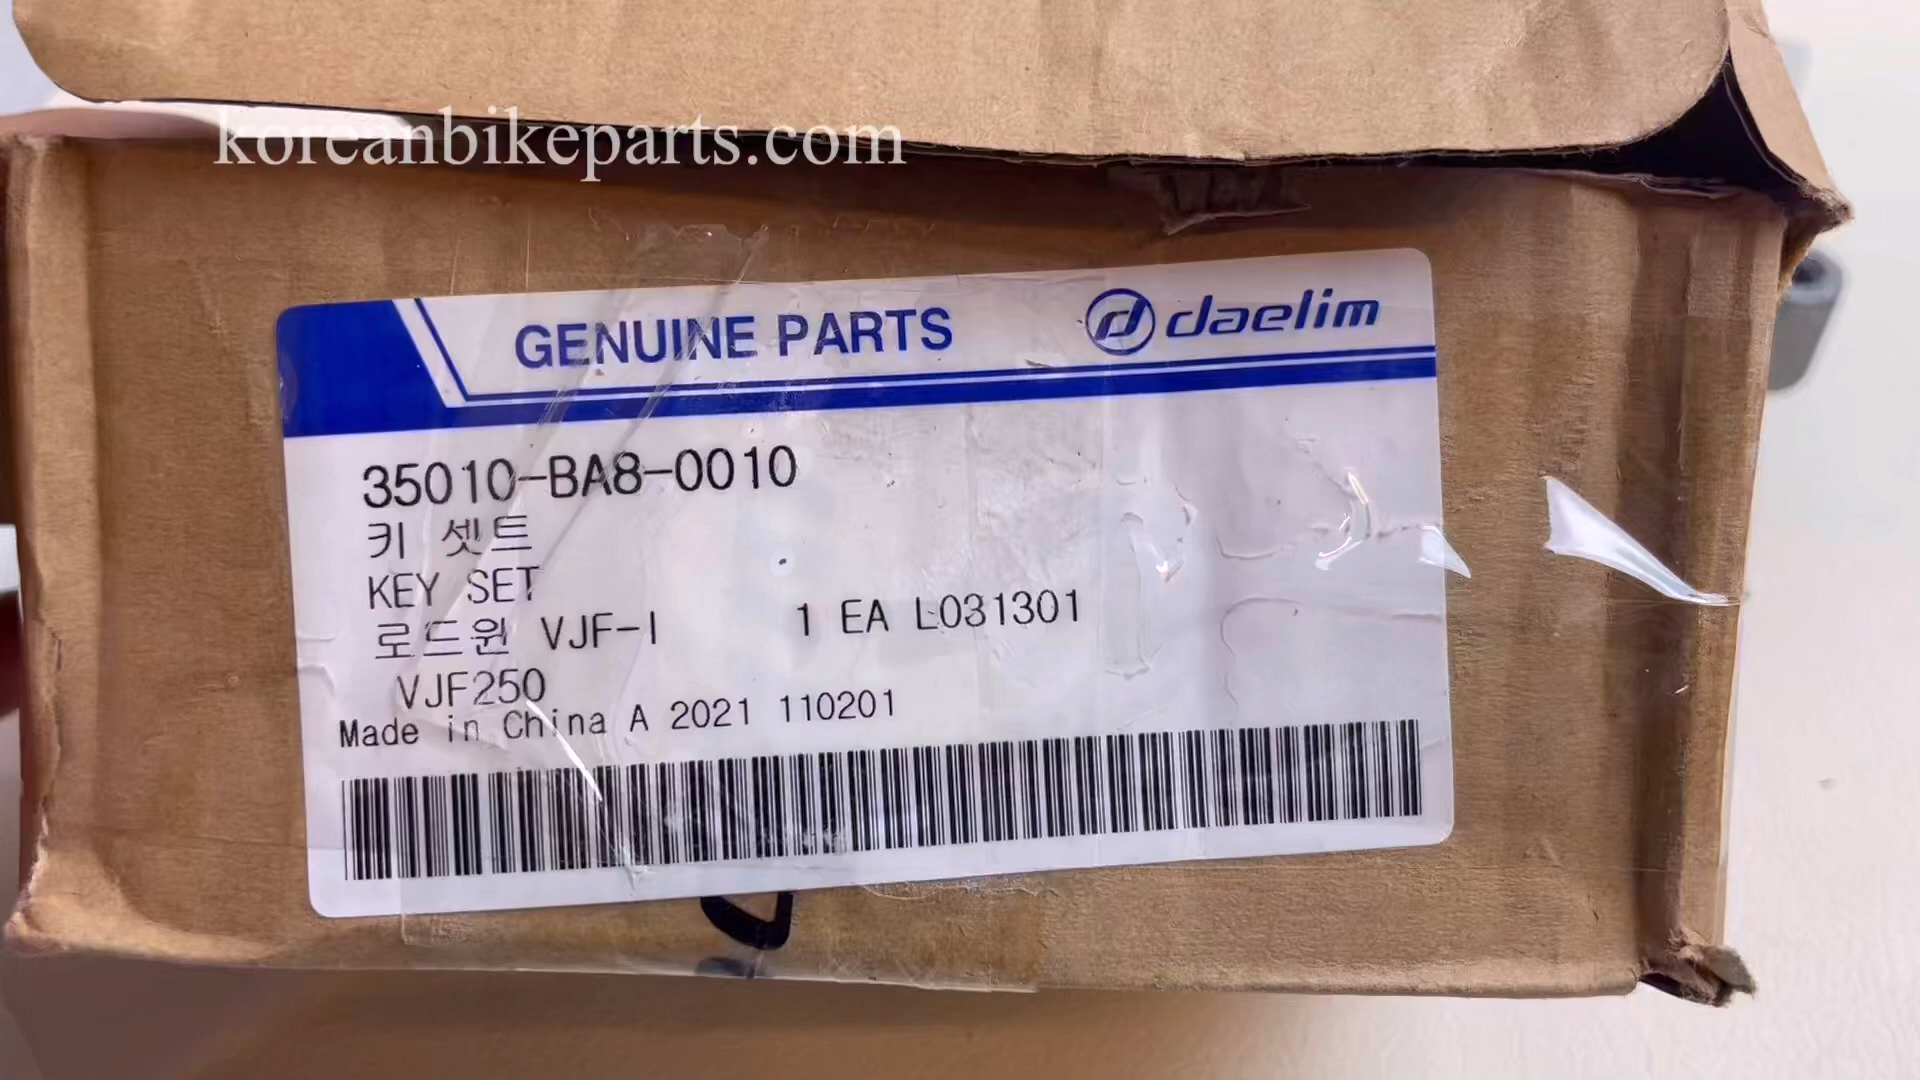 koreanbikeparts.com
GENUINE PARTS daelim
35010-BA8-0010
키 셋트
KEY SET
로드윈 VJF-I 1 EA L031301
VJF250
Made in China A 2021 110201